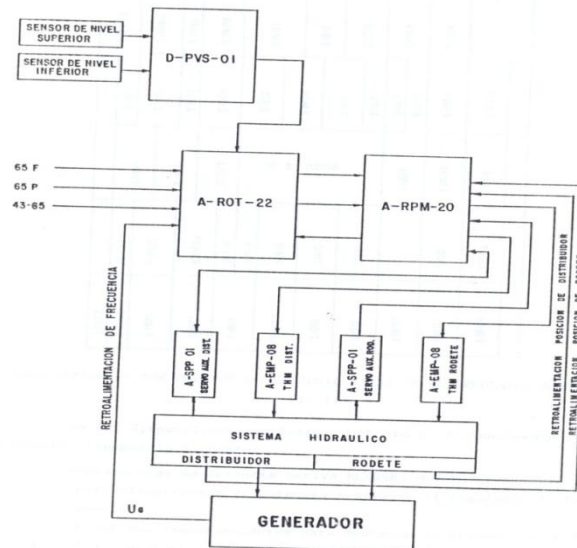 SENSOR DE NIVEL
SUPERIOR
SENSOR DE NIVEL
INFERIOR
D-PVS-01
65 F
65 P
43-65
A-ROT-22
A-RPM-20
RETROALIMENTACION DE FRECUENCIA
A-SPP 01
SERVO AUX. DIST.
A-EMP-08
THM DIST.
A-SPP-01
SERVO AUX.ROD.
A-EMP-08
THM RODETE
RETROALIMENTACION POSICION DE DISTRIBUIDOR
RETROALIMENTACION POSICION DE
SISTEMA HIDRAULICO
DISTRIBUIDOR
RODETE
GENERADOR